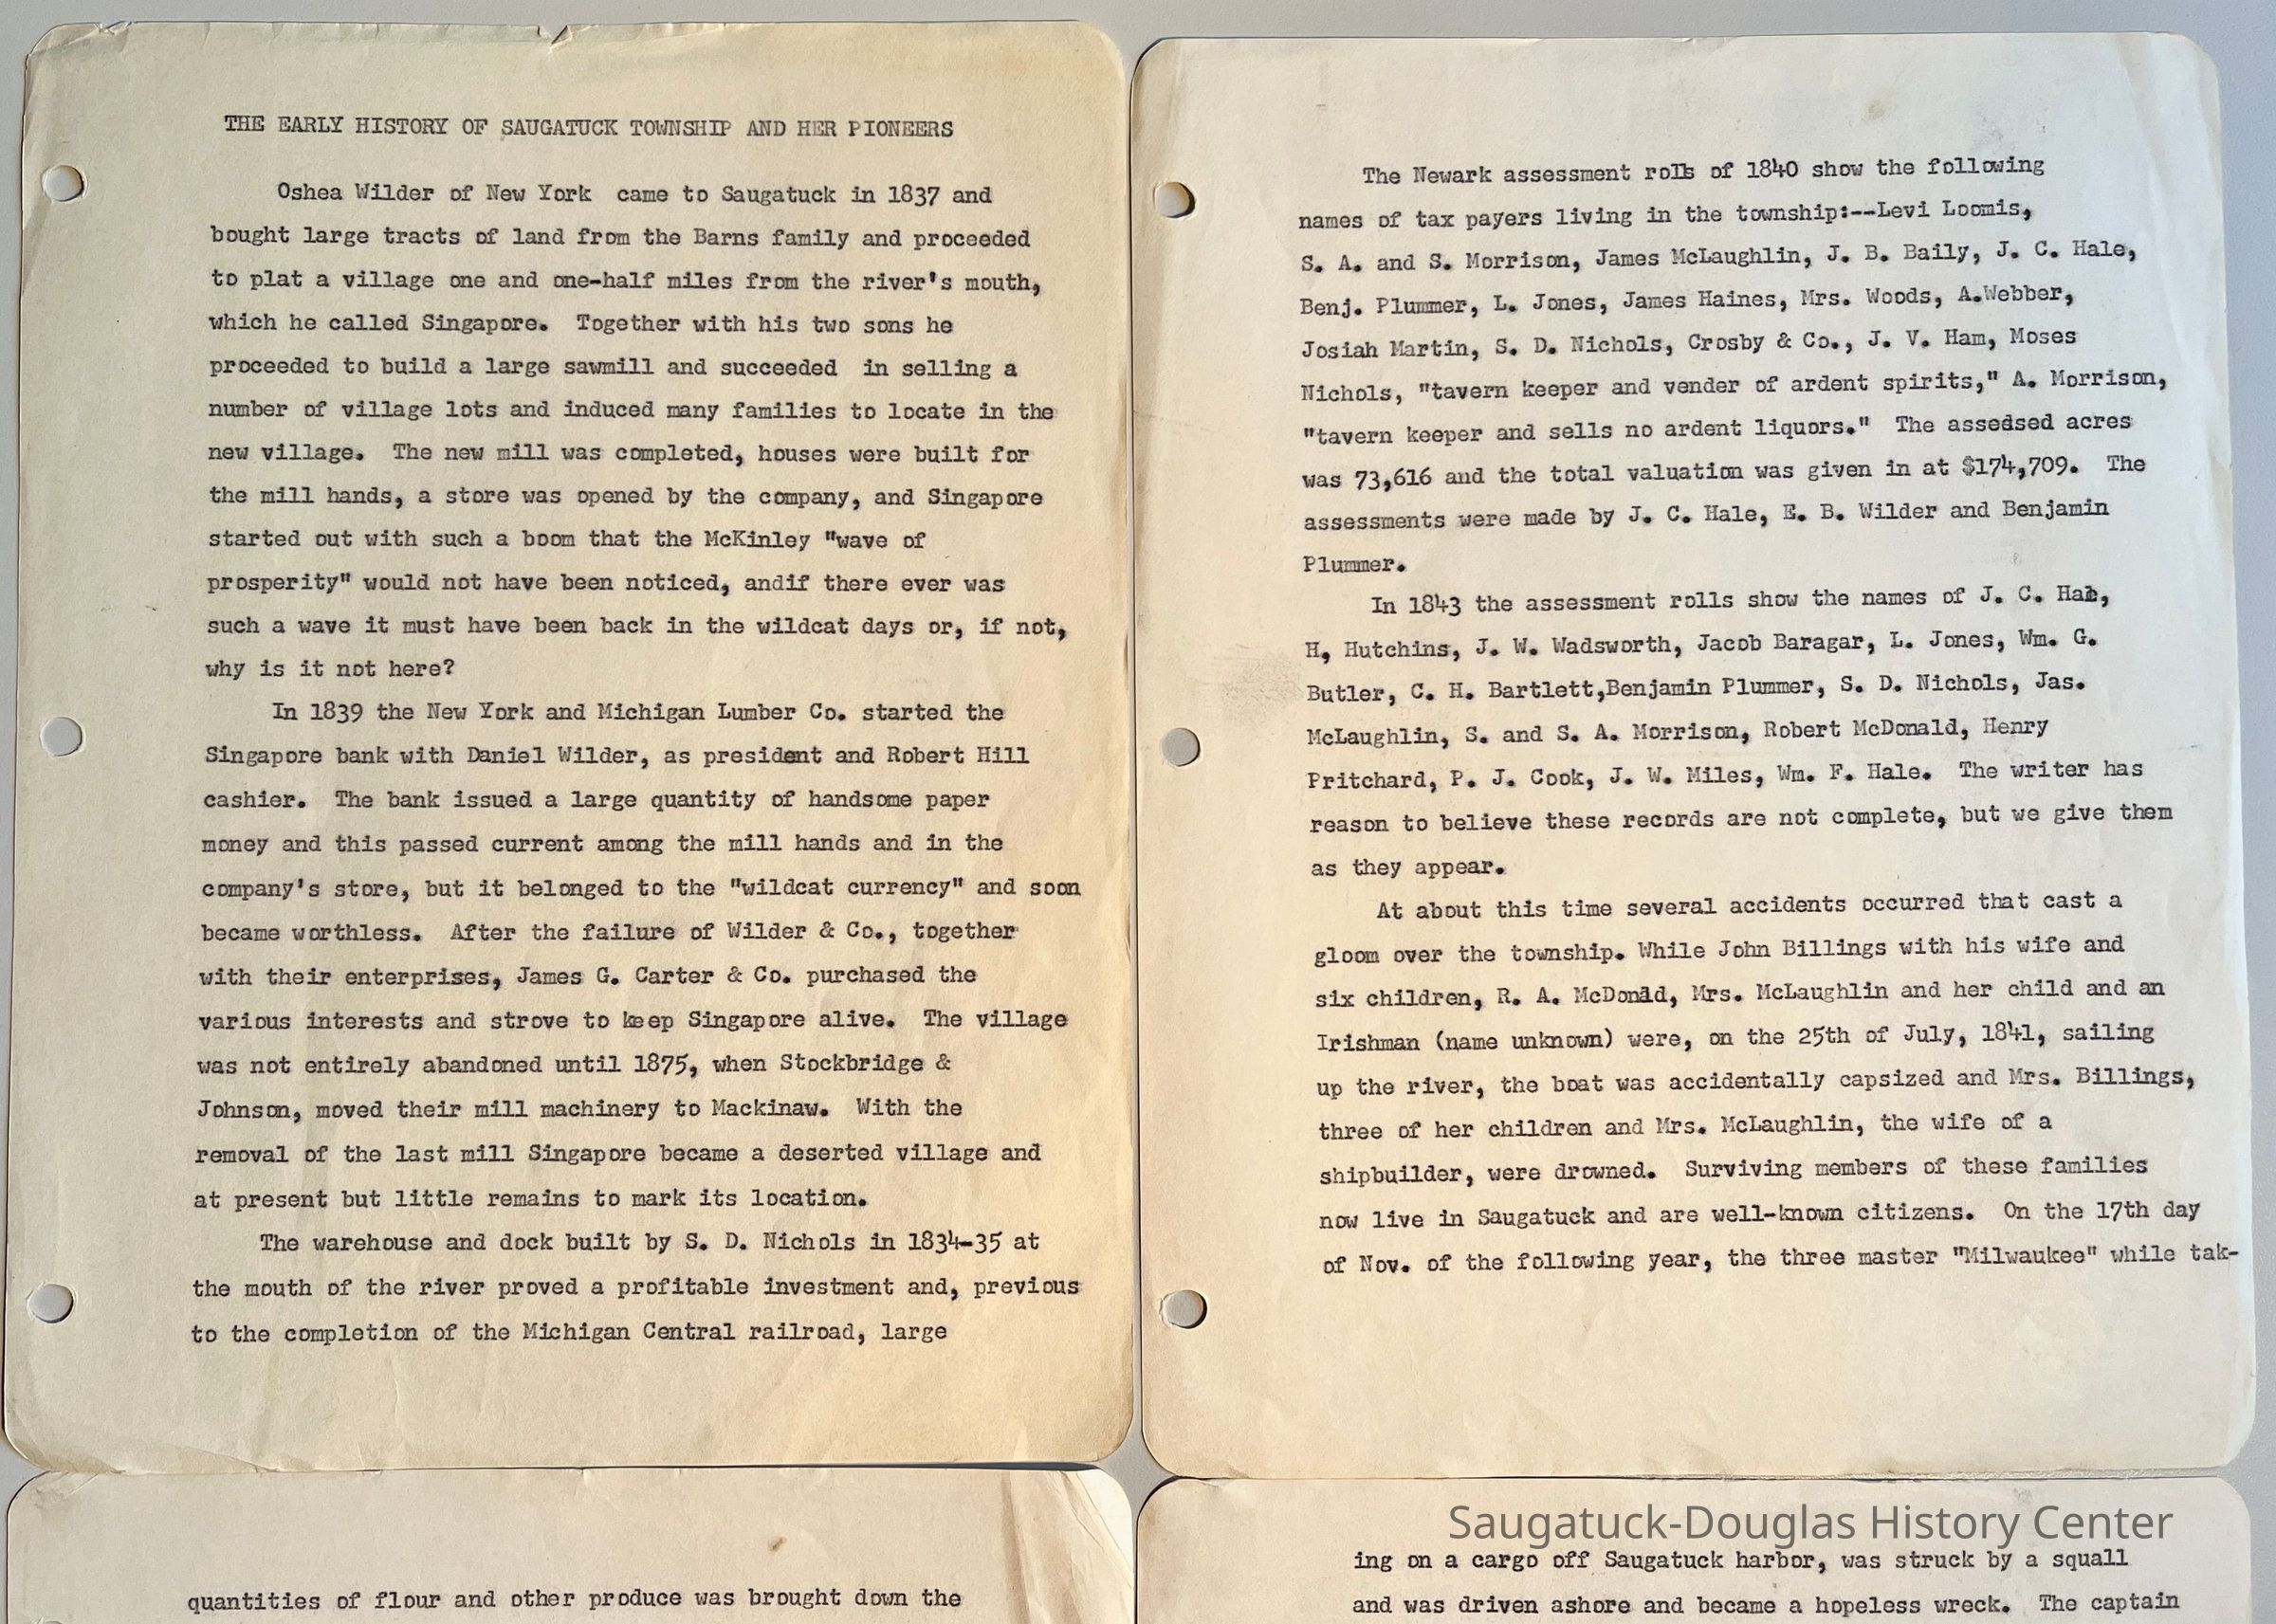 THE EARLY HISTORY OF SAUGATUCK TOWNSHIP AND HER PIONEERS
Oshea Wilder of New York came to Saugatuck in 1837 and
bought large tracts of land from the Barns family and proceeded
to plat a village one and one-half miles from the river's mouth,
which he called Singapore. Together with his two sons he
proceeded to build a large sawmill and succeeded in selling a
number of village lots and induced many families to locate in the
new village. The new mill was completed, houses were built for
the mill hands, a store was opened by the company, and Singapore
started out with such a boom that the McKinley "wave of
prosperity" would not have been noticed, andif there ever was
such a wave it must have been back in the wildcat days or, if not,
why is it not here?
In 1839 the New York and Michigan Lumber Co. started the
Singapore bank with Daniel Wilder, as president and Robert Hill
cashier. The bank issued a large quantity of handsome paper
money and this passed current among the mill hands and in the
company's store, but it belonged to the "wildcat currency" and soon
became worthless. After the failure of Wilder & Co., together
with their enterprises, James G. Carter & Co. purchased the
various interests and strove to keep Singapore alive. The village
was not entirely abandoned until 1875, when Stockbridge &
Johnson, moved their mill machinery to Mackinaw. With the
removal of the last mill Singapore became a deserted village and
at present but little remains to mark its location.
The warehouse and dock built by S. D. Nichols in 1834-35 at
the mouth of the river proved a profitable investment and, previous
to the completion of the Michigan Central railroad, large
quantities of flour and other produce was brought down the
The Newark assessment rolls of 1840 show the following
names of tax payers living in the township:--Levi Loomis,
S. A. and S. Morrison, James McLaughlin, J. B. Baily, J. C. Hale,
Benj. Plummer, L. Jones, James Haines, Mrs. Woods, A.Webber,
Josiah Martin, S. D. Nichols, Crosby & Co., J. V. Ham, Moses
Nichols, "tavern keeper and vender of ardent spirits," A. Morrison,
"tavern keeper and sells no ardent liquors." The assedsed acres
was 73,616 and the total valuation was given in at $174,709. The
assessments were made by J. C. Hale, E. B. Wilder and Benjamin
Plummer.
In 1843 the assessment rolls show the names of J. C. Hale,
H, Hutchins, J. W. Wadsworth, Jacob Baragar, L. Jones, Wm. G.
Butler, C. H. Bartlett,Benjamin Plummer, S. D. Nichols, Jas.
McLaughlin, S. and S. A. Morrison, Robert McDonald, Henry
Pritchard, P. J. Cook, J. W. Miles, Wm. F. Hale. The writer has
reason to believe these records are not complete, but we give them
as they appear.
At about this time several accidents occurred that cast a
gloom over the township. While John Billings with his wife and
six children, R. A. McDonald, Mrs. McLaughlin and her child and an
Irishman (name unknown) were, on the 25th of July, 1841, sailing
up the river, the boat was accidentally capsized and Mrs. Billings,
three of her children and Mrs. McLaughlin, the wife of a
shipbuilder, were drowned. Surviving members of these families
now live in Saugatuck and are well-known citizens. On the 17th day
of Nov. of the following year, the three master "Milwaukee" while tak-
Saugatuck-Douglas History Center
ing on a cargo off Saugatuck harbor, was struck by a squall
and was driven ashore and became a hopeless wreck. The captain